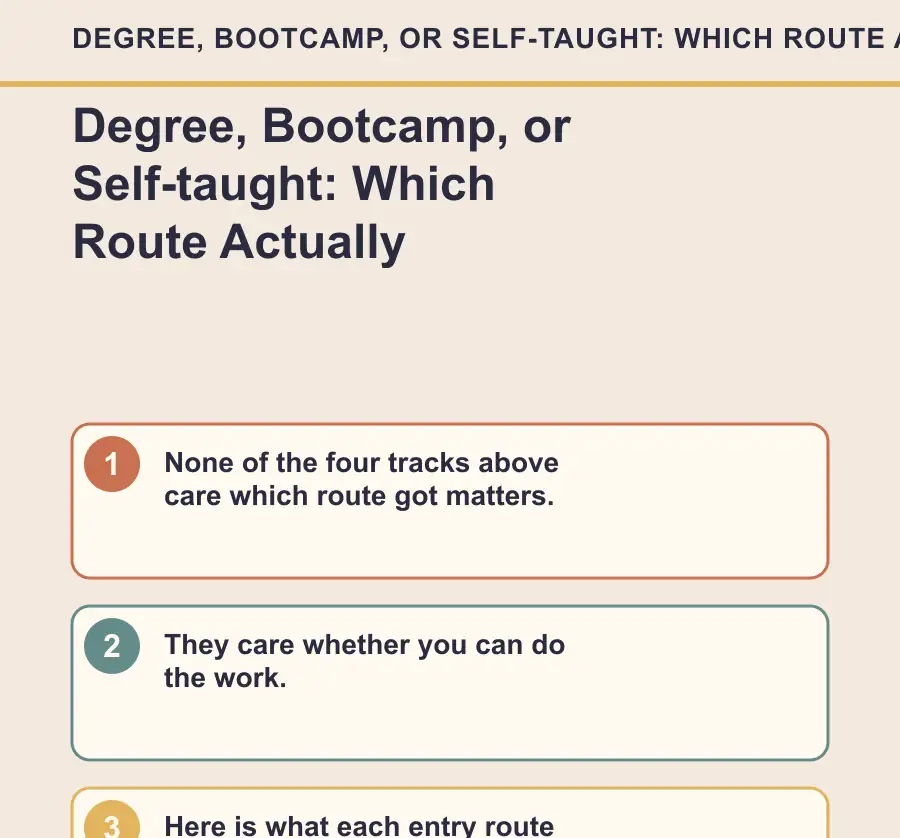 DEGREE, BOOTCAMP, OR SELF-TAUGHT: WHICH ROUTE
Degree, Bootcamp, or
Self-taught: Which
Route Actually
1
None of the four tracks above
care which route got matters.
2
They care whether you can do
the work.
3
Here is what each entry route